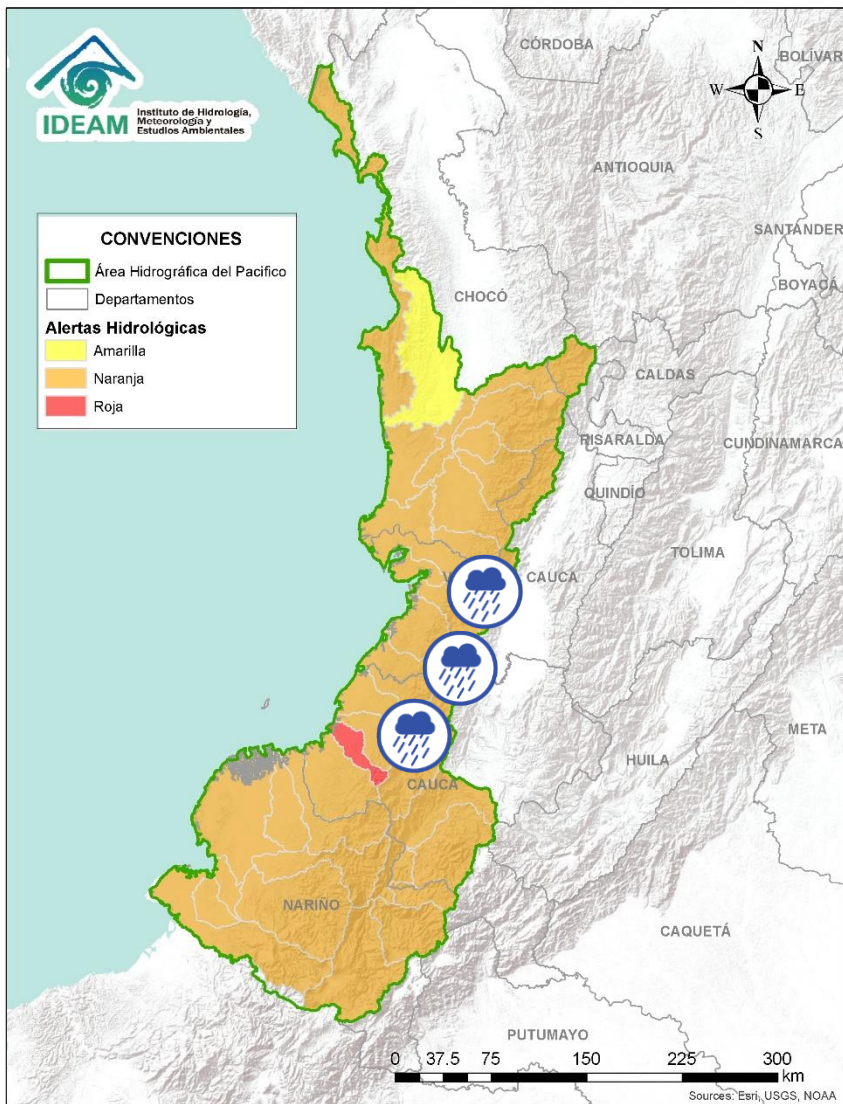 IDEAM
Instituto de Hidrología,
Meteorología y
Estudios Ambientales
CÓRDOBA
BOLÍVAR
N
W
E
S
ANTIOQUIA
SANTANDER
BOYACÁ
CONVENCIONES
Área Hidrográfica del Pacifico
Departamentos
Alertas Hidrológicas
Amarilla
Naranja
Roja
CHOCÓ
CALDAS
RISARALDA
CUNDINAMARCA
QUINDÍO
TOLIMA
CAUCA
META
HUILA
CAUCA
NARIÑO
CAQUETÁ
PUTUMAYO
0 37.5 75 150 225 300
km
Sources: Esri, USGS, NOAA